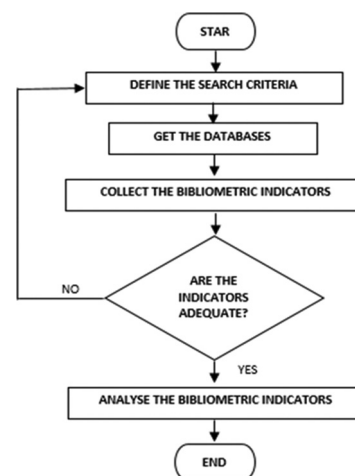 STAR
DEFINE THE SEARCH CRITERIA
GET THE DATABASES
COLLECT THE BIBLIOMETRIC INDICATORS
ARE THE
INDICATORS
ADEQUATE?
NO
YES
ANALYSE THE BIBLIOMETRIC INDICATORS
END